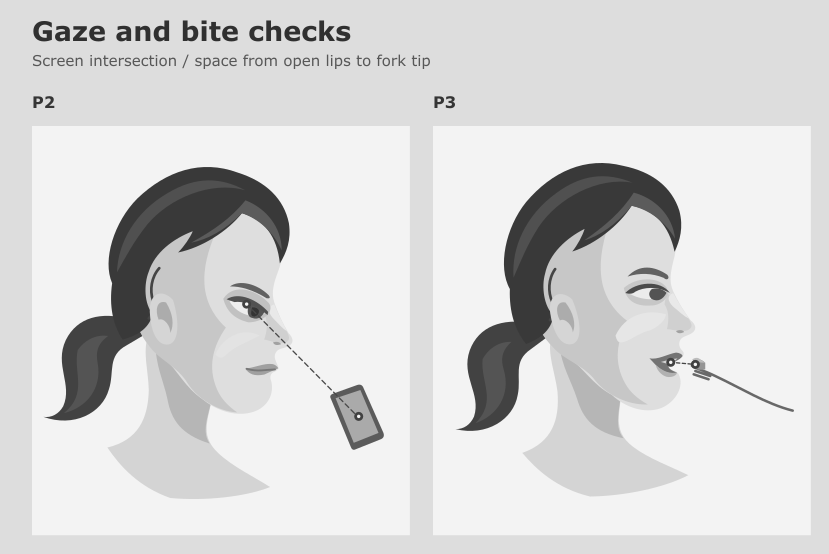 Gaze and bite checks
Screen intersection / space from open lips to fork tip
P2
P3